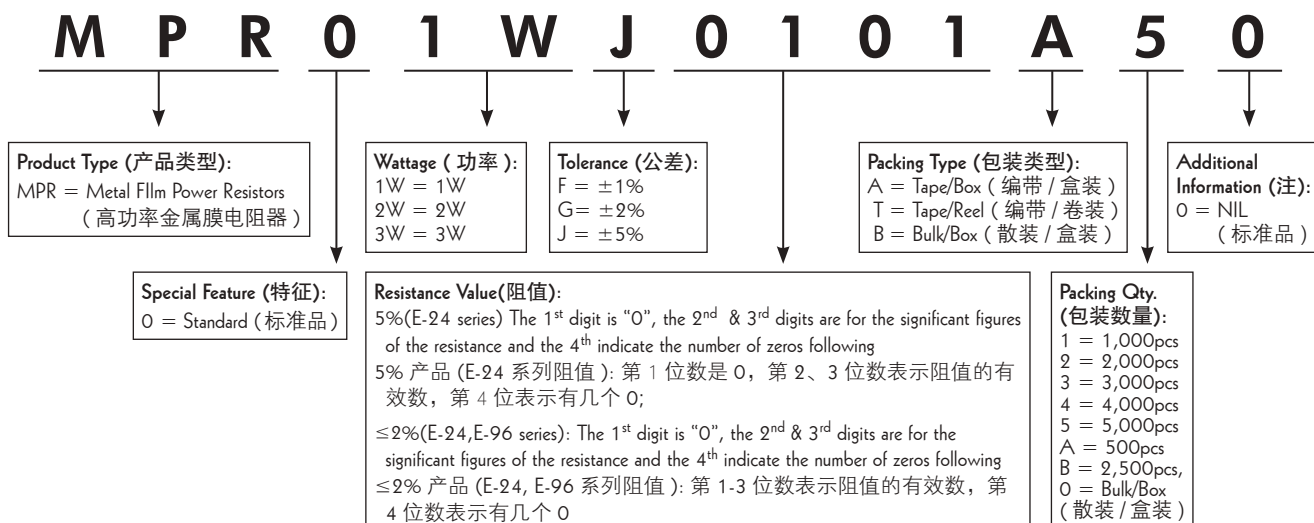 M P R 0 1 W J 0 1 0 1 A 5 0
Product Type (产品类型):
MPR = Metal FIlm Power Resistors
(高功率金属膜电阻器)
Wattage (功率):
1W = 1W
2W = 2W
3W = 3W
Tolerance (公差):
F = ±1%
G= ±2%
J = ±5%
Packing Type (包装类型):
A = Tape/Box (编带 / 盒装)
T = Tape/Reel (编带 / 卷装)
B = Bulk/Box (散装 / 盒装)
Additional
Information (注):
0 = NIL
(标准品)
Special Feature (特征):
0 = Standard (标准品)
Resistance Value(阻值):
5%(E-24 series) The 1st digit is “0”, the 2nd & 3rd digits are for the significant figures
of the resistance and the 4th indicate the number of zeros following
5% 产品 (E-24 系列阻值): 第 1 位数是 0，第 2、3 位数表示阻值的有
效数，第 4 位表示有几个 0;
≤2%(E-24,E-96 series): The 1st digit is “0”, the 2nd & 3rd digits are for the
significant figures of the resistance and the 4th indicate the number of zeros following
≤2% 产品 (E-24, E-96 系列阻值): 第 1-3 位数表示阻值的有效数，第
4 位数表示有几个 0
Packing Qty.
(包装数量):
1 = 1,000pcs
2 = 2,000pcs
3 = 3,000pcs
4 = 4,000pcs
5 = 5,000pcs
A = 500pcs
B = 2,500pcs,
0 = Bulk/Box
(散装 / 盒装)